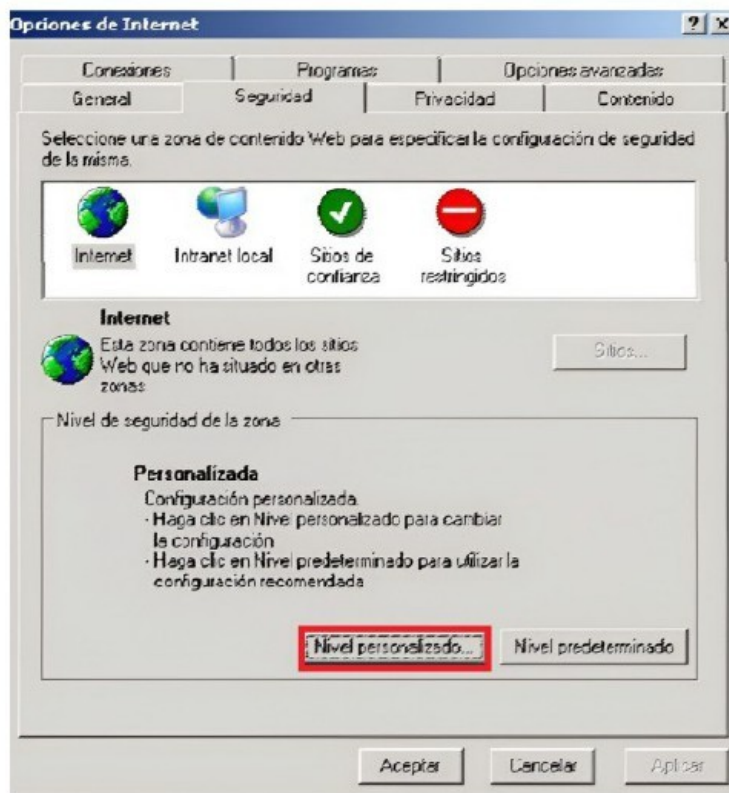 Opciones de Internet
Conexiones
Programas
Opciones avanzadas
General
Seguridad
Privacidad
Contenido
Seleccione una zona de contenido Web para especificar la configuración de seguridad
de la misma.
Internet
Intranet local
Sitios de
confianza
Sitios
restringidos
Internet
Esta zona contiene todos los sitios
Web que no ha situado en otras
zonas
Sitios...
Nivel de seguridad de la zona
Personalizada
Configuración personalizada.
- Haga clic en Nivel personalizado para cambiar
la configuración
- Haga clic en Nivel predeterminado para utilizar la
configuración recomendada
Nivel personalizado...
Nivel predeterminado
Aceptar
Cancelar
Aplicar